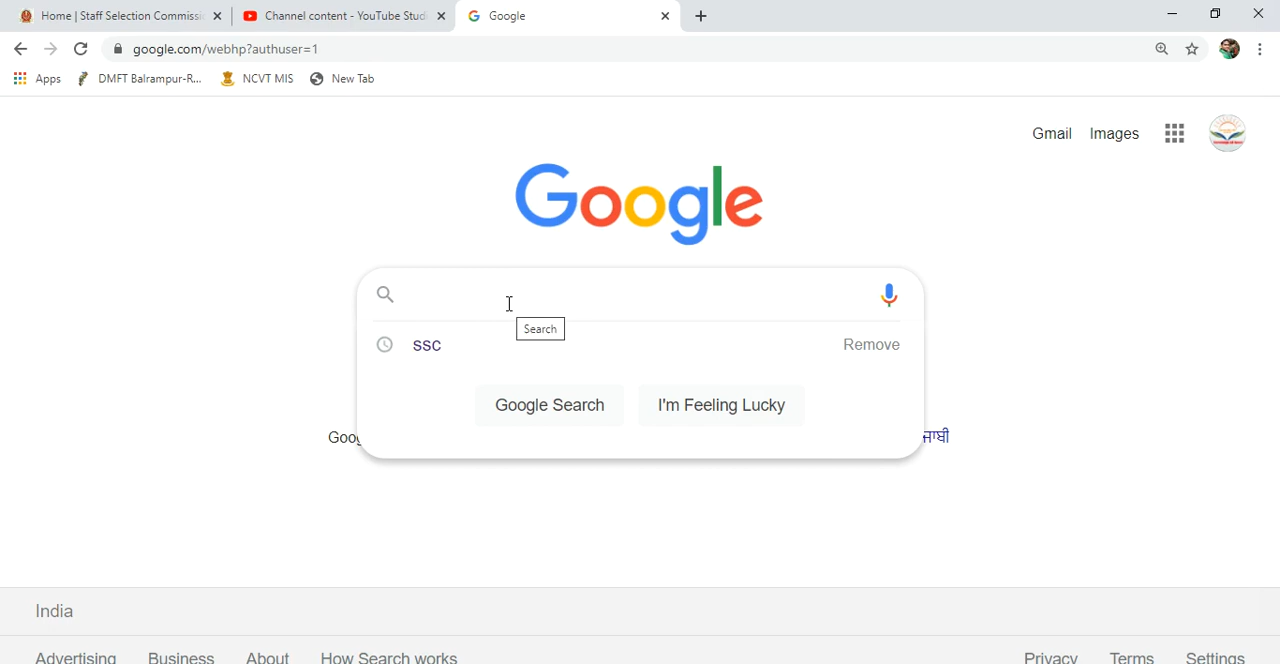 Home | Staff Selection Commissi
Channel content - YouTube Studi
Google
google.com/webhp?authuser=1
Apps
DMFT Balrampur-R...
NCVT MIS
New Tab
Gmail
Images
Google
Search
ssc
Remove
Google Search
I'm Feeling Lucky
Goog
ਜਾਬੀ
India
Advertising
Business
About
How Search works
Privacy
Terms
Settings